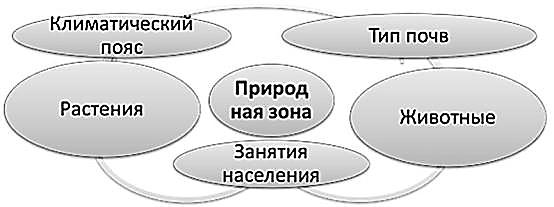 Климатический
пояс
Тип почв
Растения
Природ
ная зона
Животные
Занятия
населения